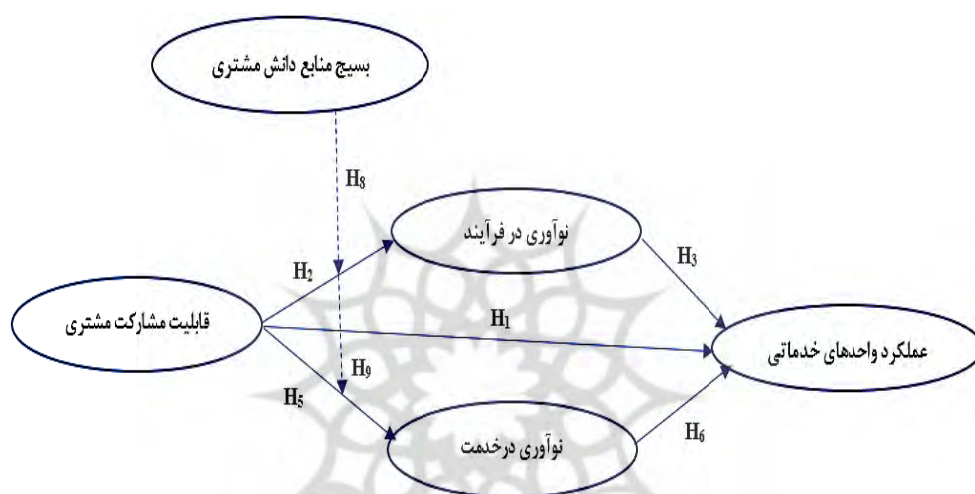 بسیج منابع دانش مشتری
H₈
نوآوری در فرآیند
H₂
H₃
قابلیت مشارکت مشتری
H₁
عملکرد واحدهای خدماتی
H₉
H₅
H₆
نوآوری درخدمت